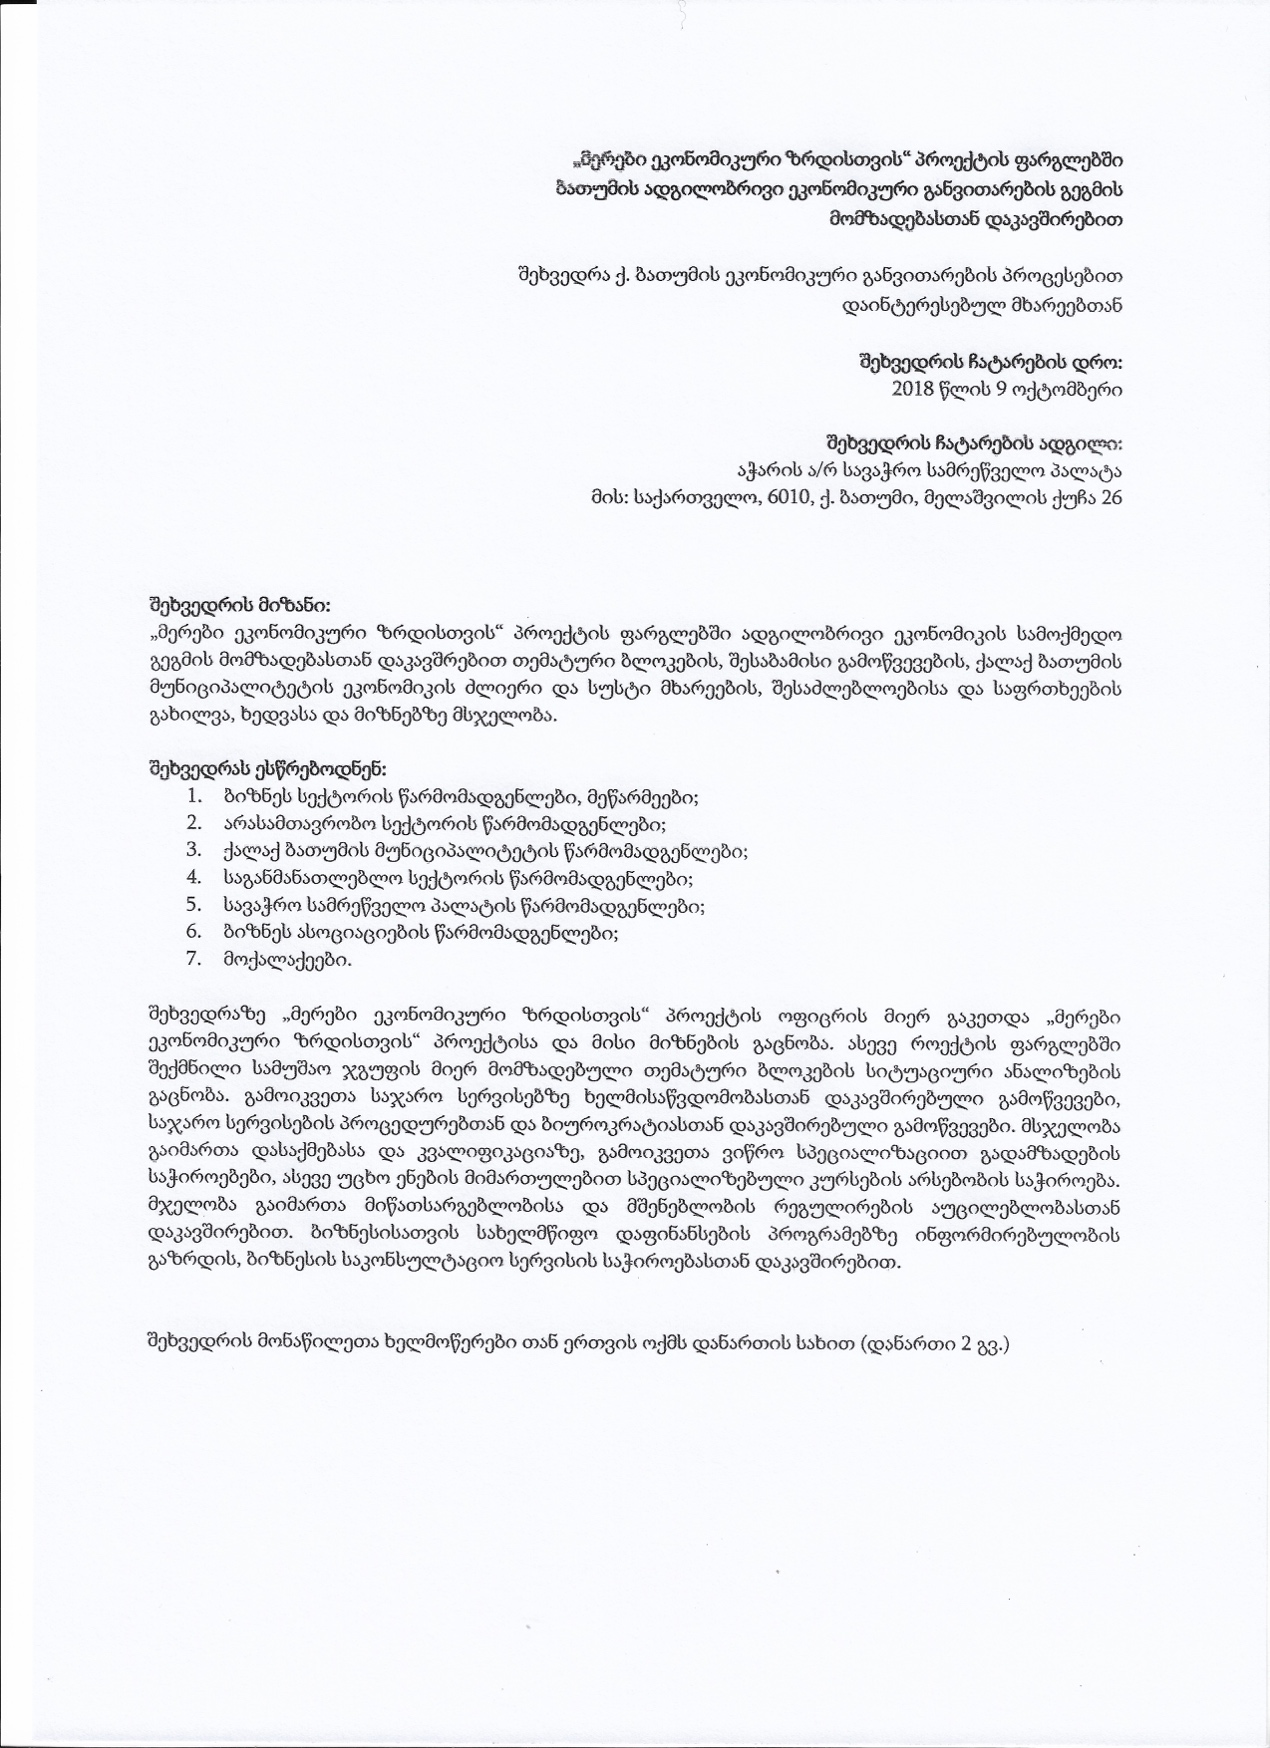 „მერები ეკონომიკური ზრდისთვის“ პროექტის ფარგლებში
ბათუმის ადგილობრივი ეკონომიკური განვითარების გეგმის
მომზადებასთან დაკავშირებით
შეხვედრა ქ. ბათუმის ეკონომიკური განვითარების პროცესებით
დაინტერესებულ მხარეებთან
შეხვედრის ჩატარების დრო:
2018 წლის 9 ოქტომბერი
შეხვედრის ჩატარების ადგილი:
აჭარის ა/რ სავაჭრო სამრეწველო პალატა
მის: საქართველო, 6010, ქ. ბათუმი, მელაშვილის ქუჩა 26
შეხვედრის მიზანი:
„მერები ეკონომიკური ზრდისთვის“ პროექტის ფარგლებში ადგილობრივი ეკონომიკის სამოქმედო
გეგმის მომზადებასთან დაკავშრებით თემატური ბლოკების, შესაბამისი გამოწვევების, ქალაქ ბათუმის
მუნიციპალიტეტის ეკონომიკის ძლიერი და სუსტი მხარეების, შესაძლებლოებისა და საფრთხეების
გახილვა, ხედვასა და მიზნებზე მსჯელობა.
შეხვედრას ესწრებოდნენ:
1. ბიზნეს სექტორის წარმომადგენლები, მეწარმეები;
2. არასამთავრობო სექტორის წარმომადგენლები;
3. ქალაქ ბათუმის მუნიციპალიტეტის წარმომადგენლები;
4. საგანმანათლებლო სექტორის წარმომადგენლები;
5. სავაჭრო სამრეწველო პალატის წარმომადგენლები;
6. ბიზნეს ასოციაციების წარმომადგენლები;
7. მოქალაქეები.
შეხვედრაზე „მერები ეკონომიკური ზრდისთვის“ პროექტის ოფიცრის მიერ გაკეთდა „მერები
ეკონომიკური ზრდისთვის“ პროექტისა და მისი მიზნების გაცნობა. ასევე როექტის ფარგლებში
შექმნილი სამუშაო ჯგუფის მიერ მომზადებული თემატური ბლოკების სიტუაციური ანალიზების
გაცნობა. გამოიკვეთა საჯარო სერვისებზე ხელმისაწვდომობასთან დაკავშირებული გამოწვევები,
საჯარო სერვისების პროცედურებთან და ბიუროკრატიასთან დაკავშირებული გამოწვევები. მსჯელობა
გაიმართა დასაქმებასა და კვალიფიკაციაზე, გამოიკვეთა ვიწრო სპეციალიზაციით გადამზადების
საჭიროებები, ასევე უცხო ენების მიმართულებით სპეციალიზებული კურსების არსებობის საჭიროება.
მჯელობა გაიმართა მიწათსარგებლობისა და მშენებლობის რეგულირების აუცილებლობასთან
დაკავშირებით. ბიზნესისათვის სახელმწიფო დაფინანსების პროგრამებზე ინფორმირებულობის
გაზრდის, ბიზნესის საკონსულტაციო სერვისის საჭიროებასთან დაკავშირებით.
შეხვედრის მონაწილეთა ხელმოწერები თან ერთვის ოქმს დანართის სახით (დანართი 2 გვ.)